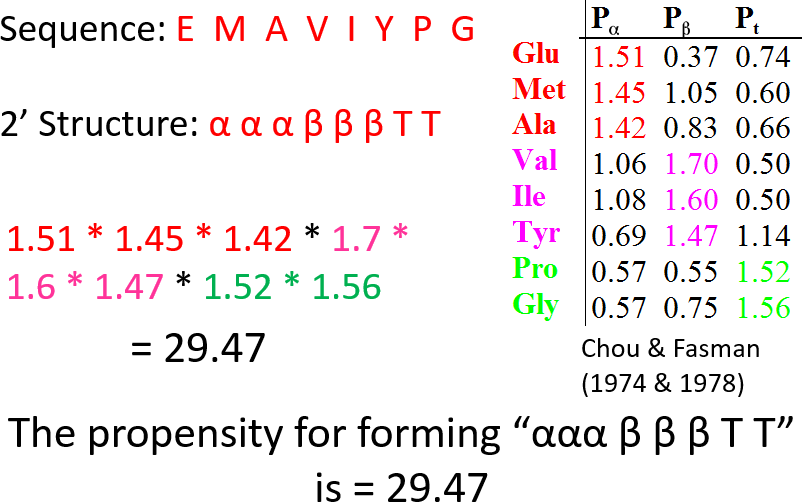 Sequence: E M A V I Y P G
2’ Structure: α α α β β β T T
1.51 * 1.45 * 1.42 * 1.7 *
1.6 * 1.47 * 1.52 * 1.56
= 29.47
Pα Pβ Pt
Glu 1.51 0.37 0.74
Met 1.45 1.05 0.60
Ala 1.42 0.83 0.66
Val 1.06 1.70 0.50
Ile 1.08 1.60 0.50
Tyr 0.69 1.47 1.14
Pro 0.57 0.55 1.52
Gly 0.57 0.75 1.56
Chou & Fasman
(1974 & 1978)
The propensity for forming “ααα β β β T T”
is = 29.47